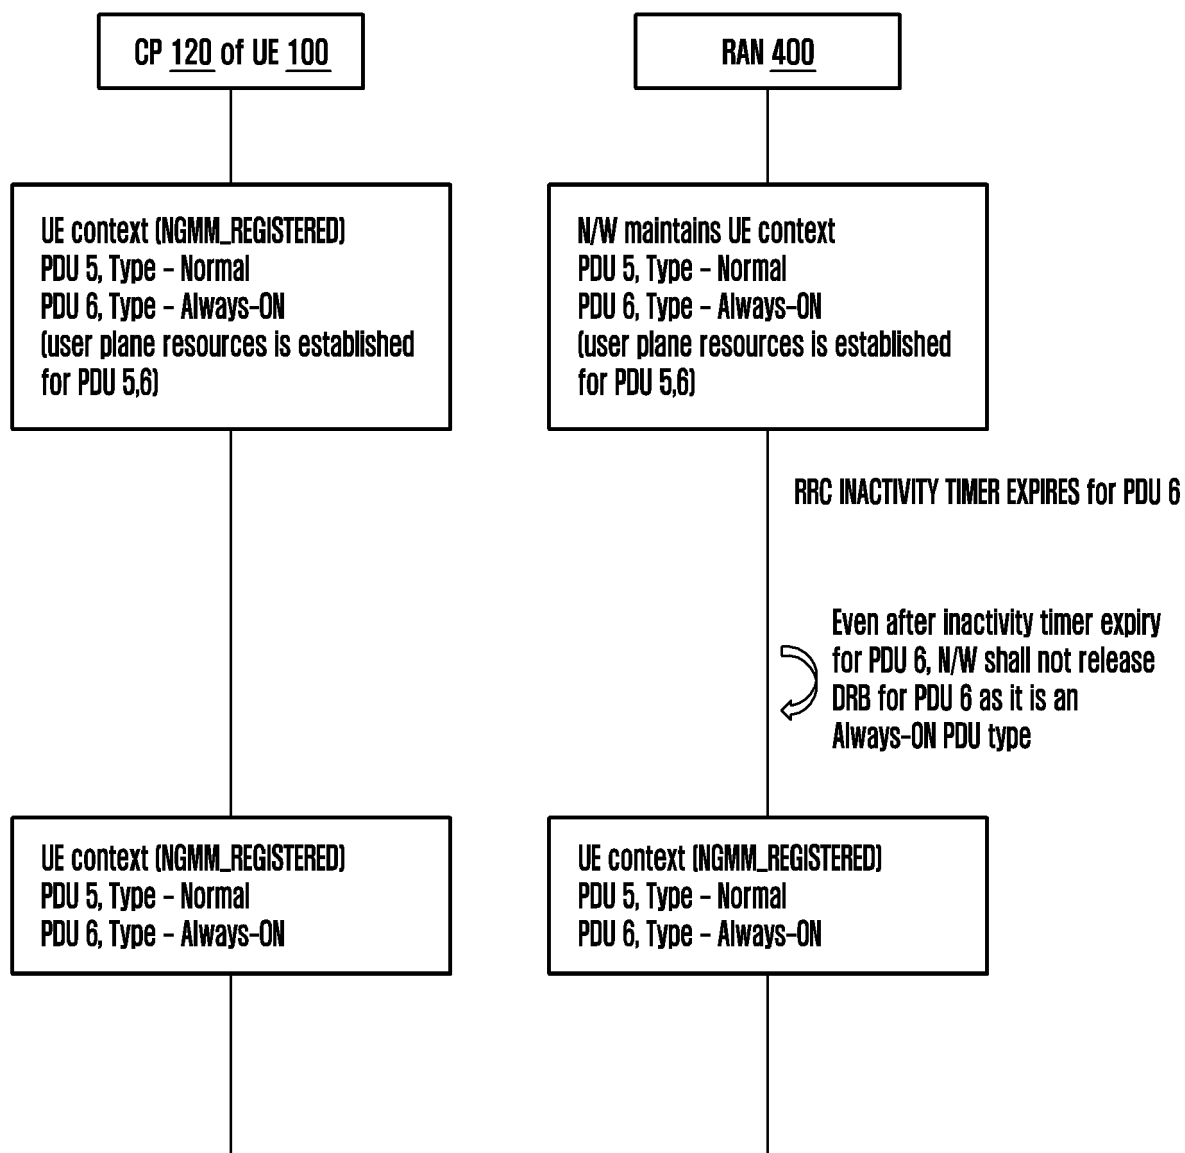 CP 120 of UE 100
RAN 400
UE context (NGMM_REGISTERED)
PDU 5, Type - Normal
PDU 6, Type - Always-ON
(user plane resources is established
for PDU 5,6)
N/W maintains UE context
PDU 5, Type - Normal
PDU 6, Type - Always-ON
(user plane resources is established
for PDU 5,6)
RRC INACTIVITY TIMER EXPIRES for PDU 6
Even after inactivity timer expiry
for PDU 6, N/W shall not release
DRB for PDU 6 as it is an
Always-ON PDU type
UE context (NGMM_REGISTERED)
PDU 5, Type - Normal
PDU 6, Type - Always-ON
UE context (NGMM_REGISTERED)
PDU 5, Type - Normal
PDU 6, Type - Always-ON